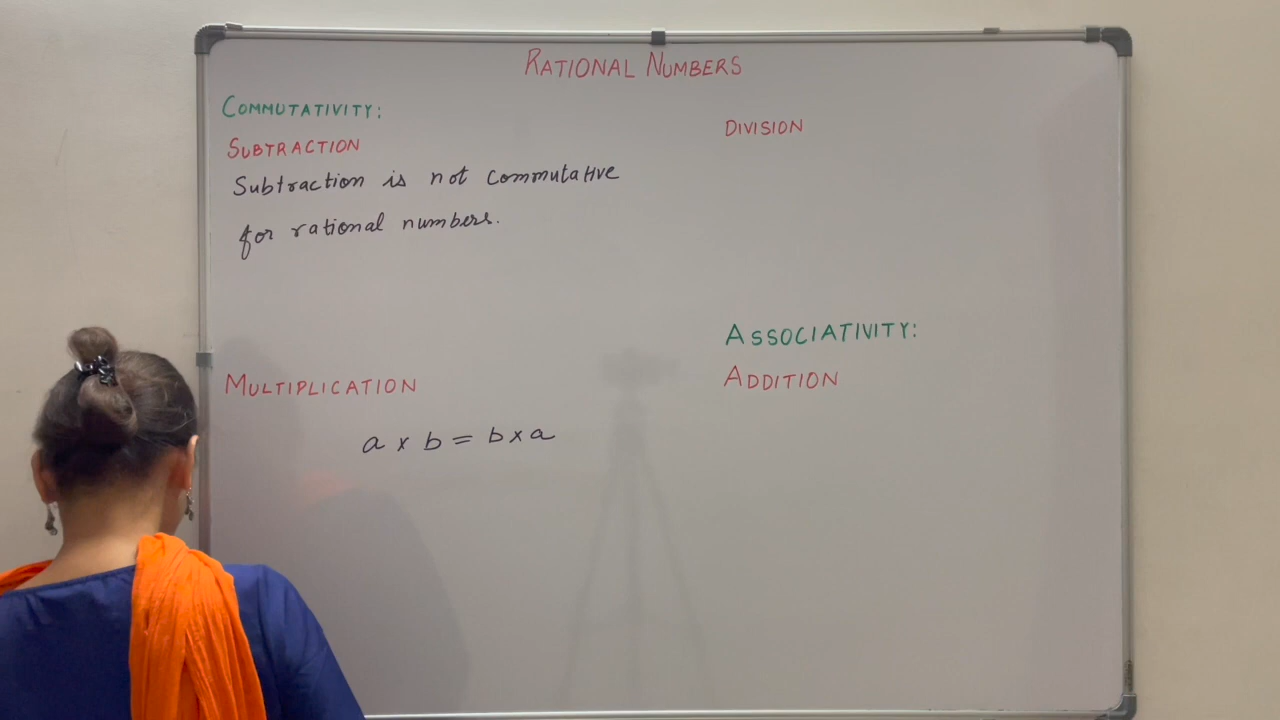 RATIONAL NUMBERS
COMMUTATIVITY:
SUBTRACTION
Subtraction is not commutative
for rational numbers.
MULTIPLICATION
a × b = b × a
DIVISION
ASSOCIATIVITY:
ADDITION